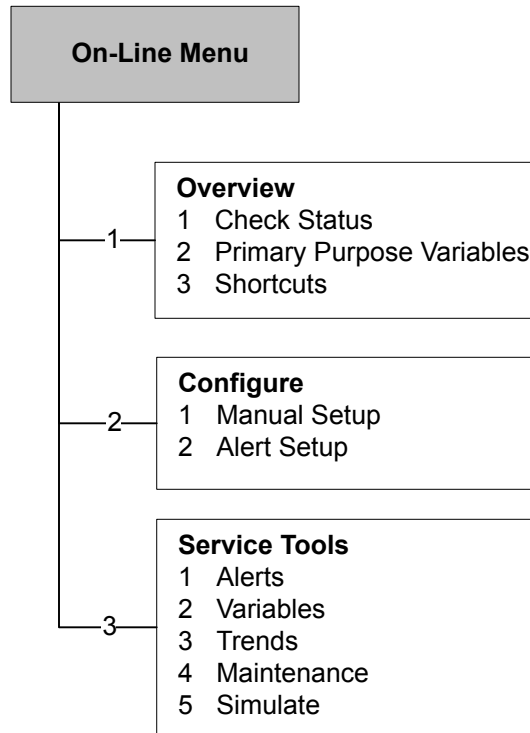 On-Line Menu
1
Overview
1 Check Status
2 Primary Purpose Variables
3 Shortcuts
2
Configure
1 Manual Setup
2 Alert Setup
3
Service Tools
1 Alerts
2 Variables
3 Trends
4 Maintenance
5 Simulate